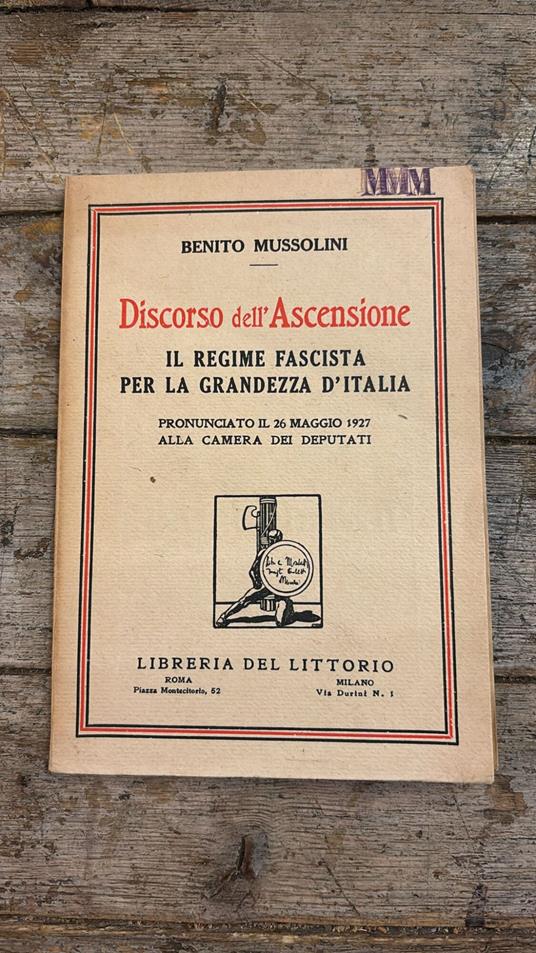 MMM
BENITO MUSSOLINI
Discorso dell'Ascensione
IL REGIME FASCISTA
PER LA GRANDEZZA D'ITALIA
PRONUNCIATO IL 26 MAGGIO 1927
ALLA CAMERA DEI DEPUTATI
LIBRERIA DEL LITTORIO
ROMA
Piazza Montecitorio, 52
MILANO
Via Durini N. 1